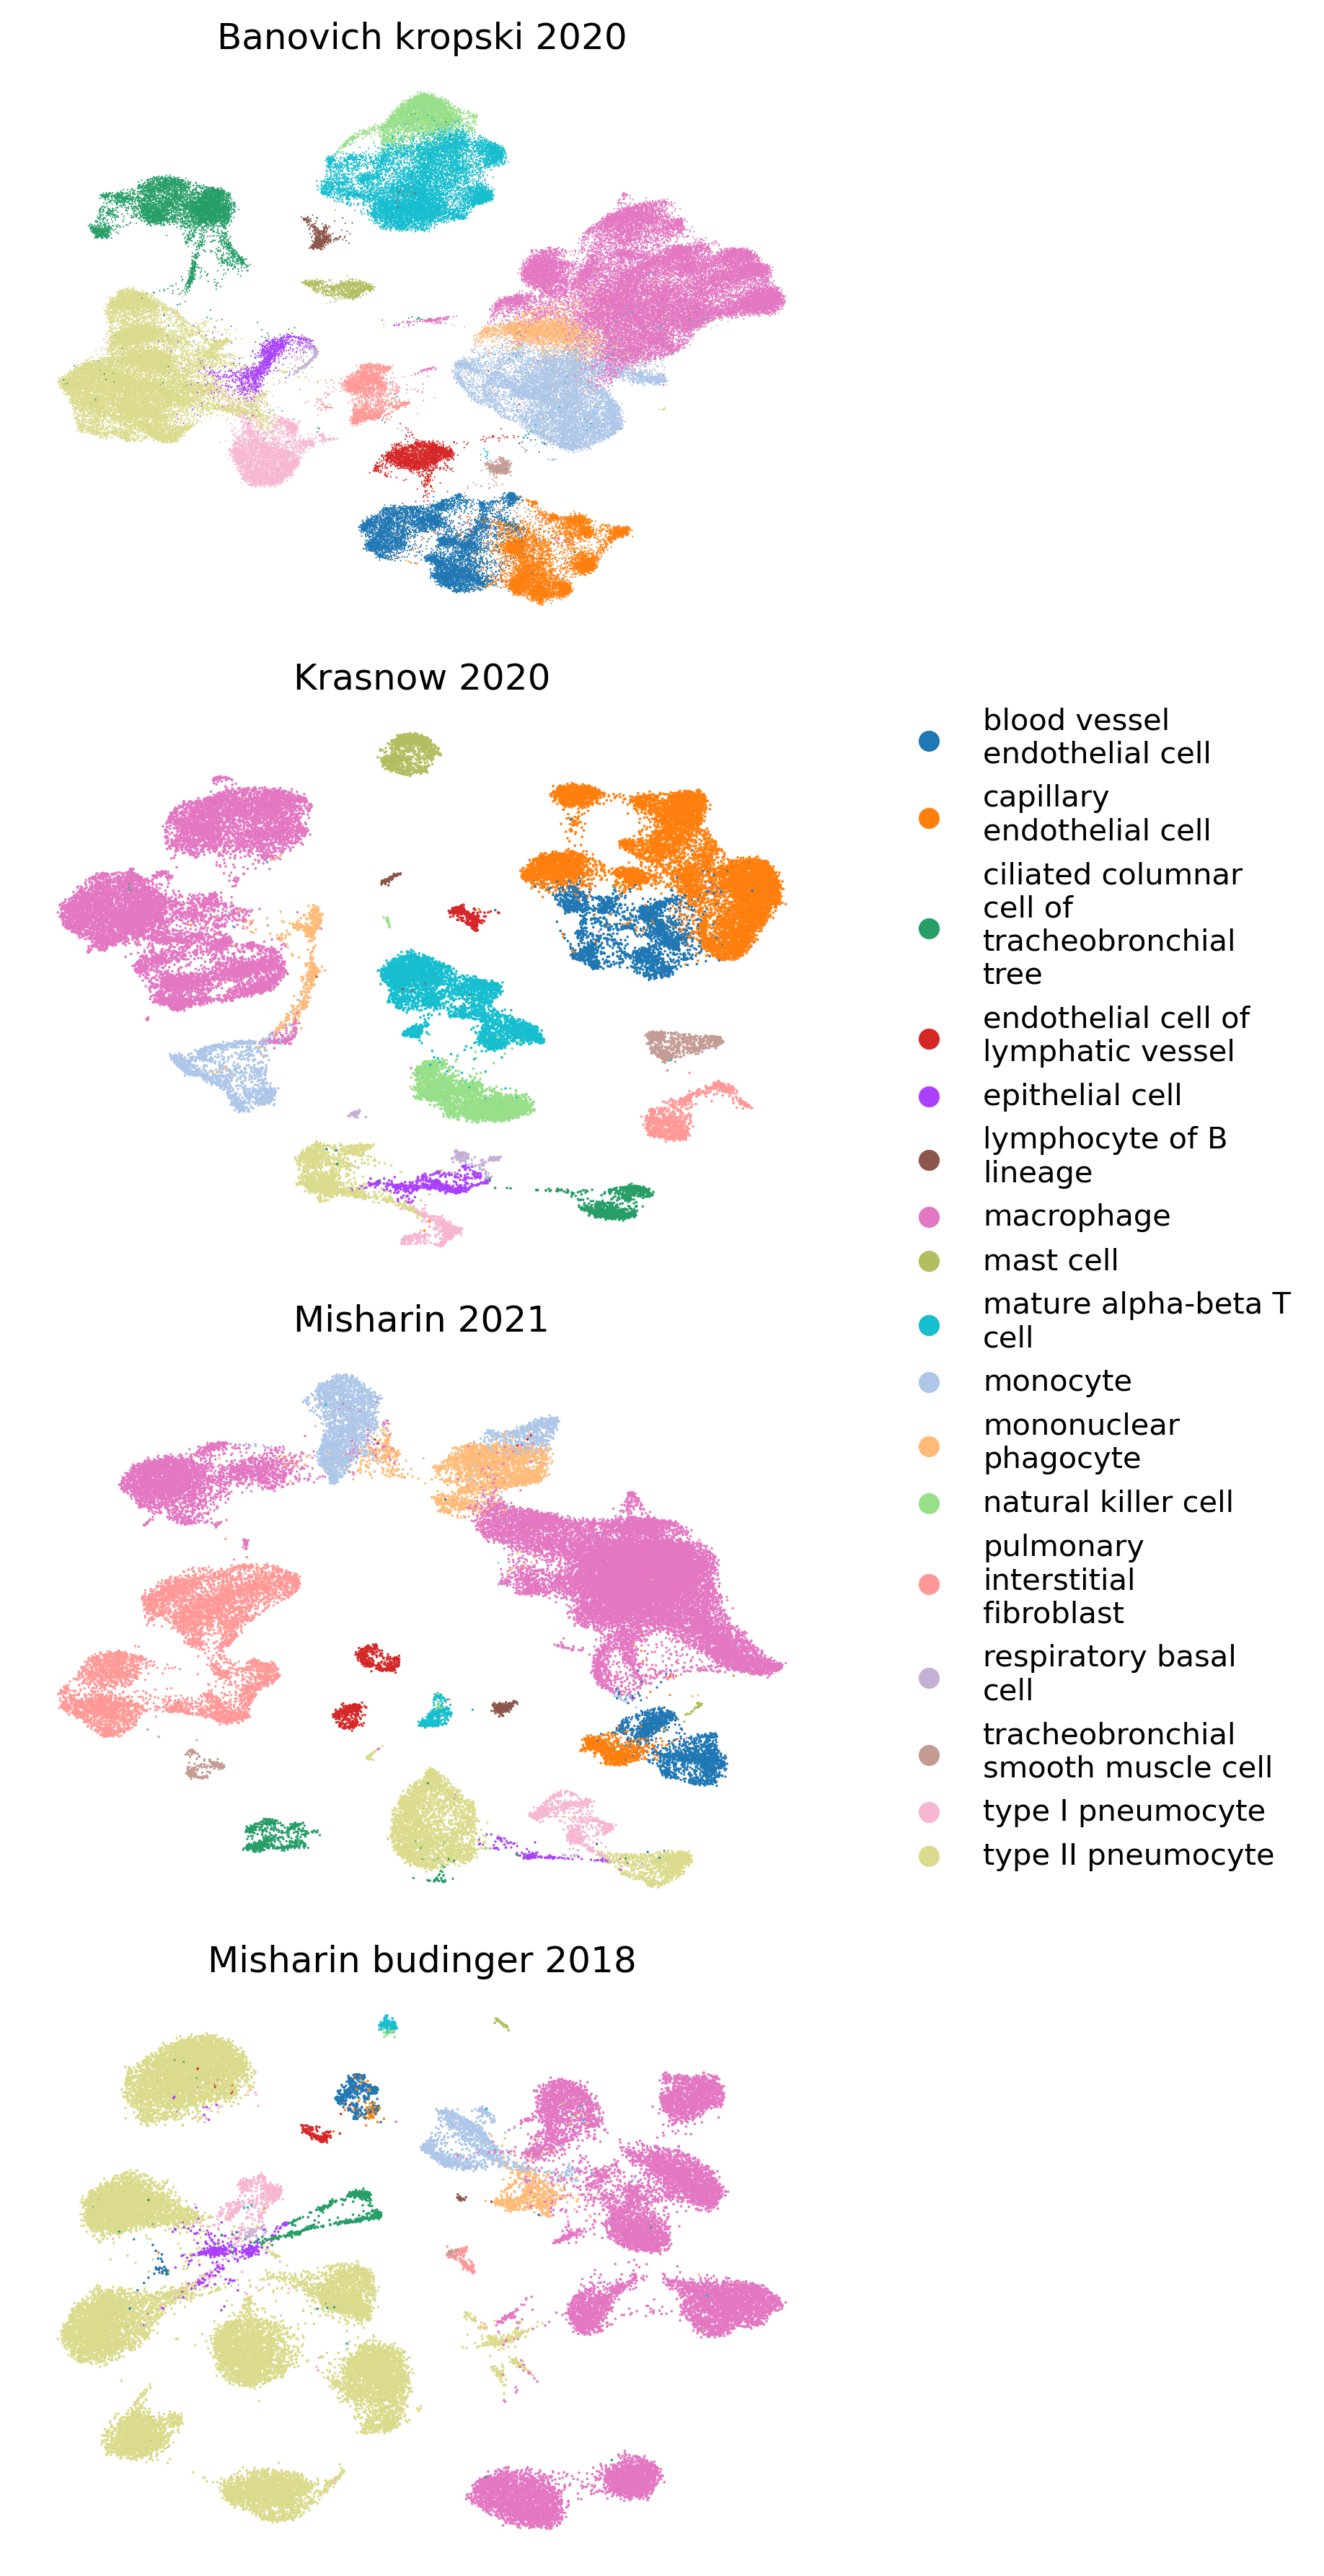 Banovich kropski 2020
Krasnow 2020
blood vessel
endothelial cell
capillary
endothelial cell
ciliated columnar
cell of
tracheobronchial
tree
endothelial cell of
lymphatic vessel
epithelial cell
lymphocyte of B
lineage
macrophage
mast cell
mature alpha-beta T
cell
monocyte
mononuclear
phagocyte
natural killer cell
pulmonary
interstitial
fibroblast
respiratory basal
cell
tracheobronchial
smooth muscle cell
type I pneumocyte
type II pneumocyte
Misharin 2021
Misharin budinger 2018